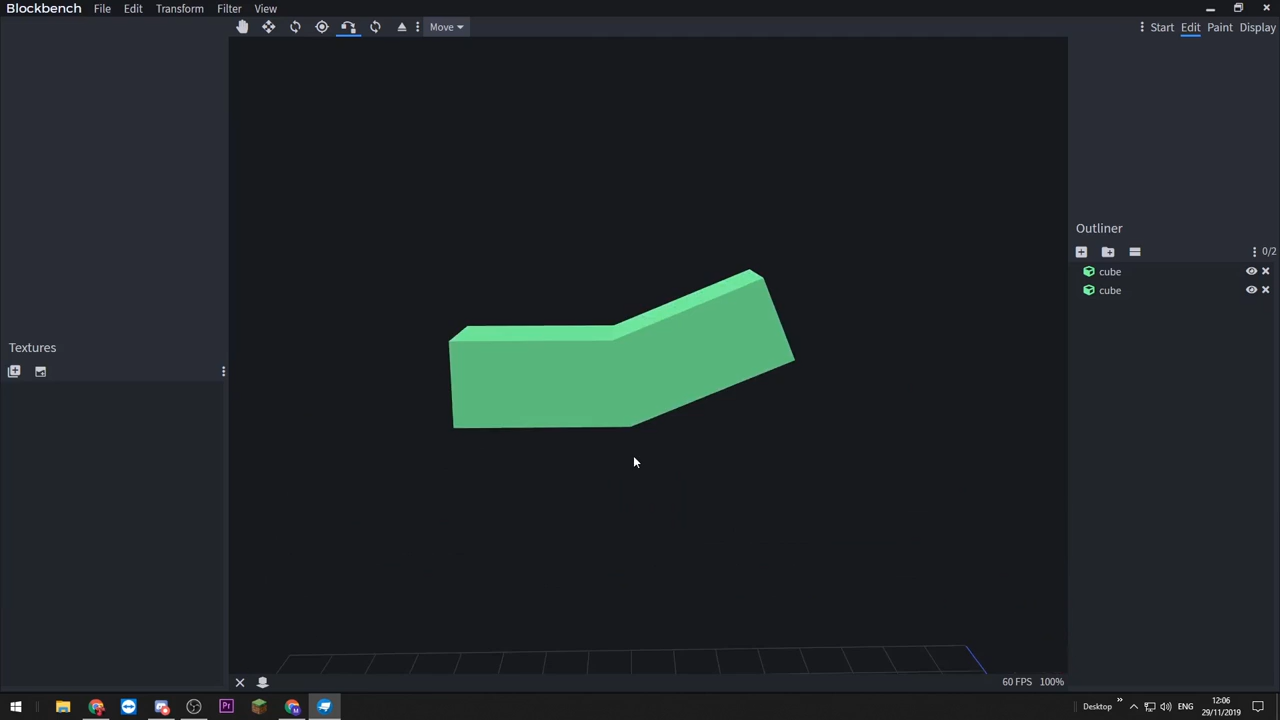 Blockbench File Edit Transform Filter View
Move Start Edit Paint Display
Outliner
0/2
cube
cube
Textures
60 FPS 100%
Pr Desktop ENG 12:06
29/11/2019